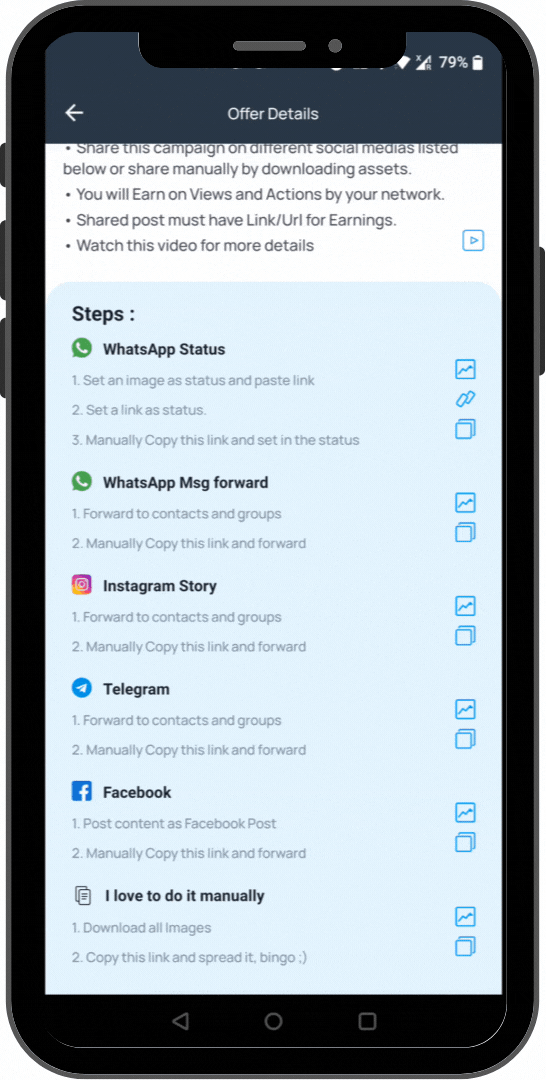 79%
Offer Details
• Share this campaign on different social medias listed
below or share manually by downloading assets.
• You will Earn on Views and Actions by your network.
• Shared post must have Link/Url for Earnings.
• Watch this video for more details
Steps :
WhatsApp Status
1. Set an image as status and paste link
2. Set a link as status.
3. Manually Copy this link and set in the status
WhatsApp Msg forward
1. Forward to contacts and groups
2. Manually Copy this link and forward
Instagram Story
1. Forward to contacts and groups
2. Manually Copy this link and forward
Telegram
1. Forward to contacts and groups
2. Manually Copy this link and forward
Facebook
1. Post content as Facebook Post
2. Manually Copy this link and forward
I love to do it manually
1. Download all Images
2. Copy this link and spread it, bingo ;)